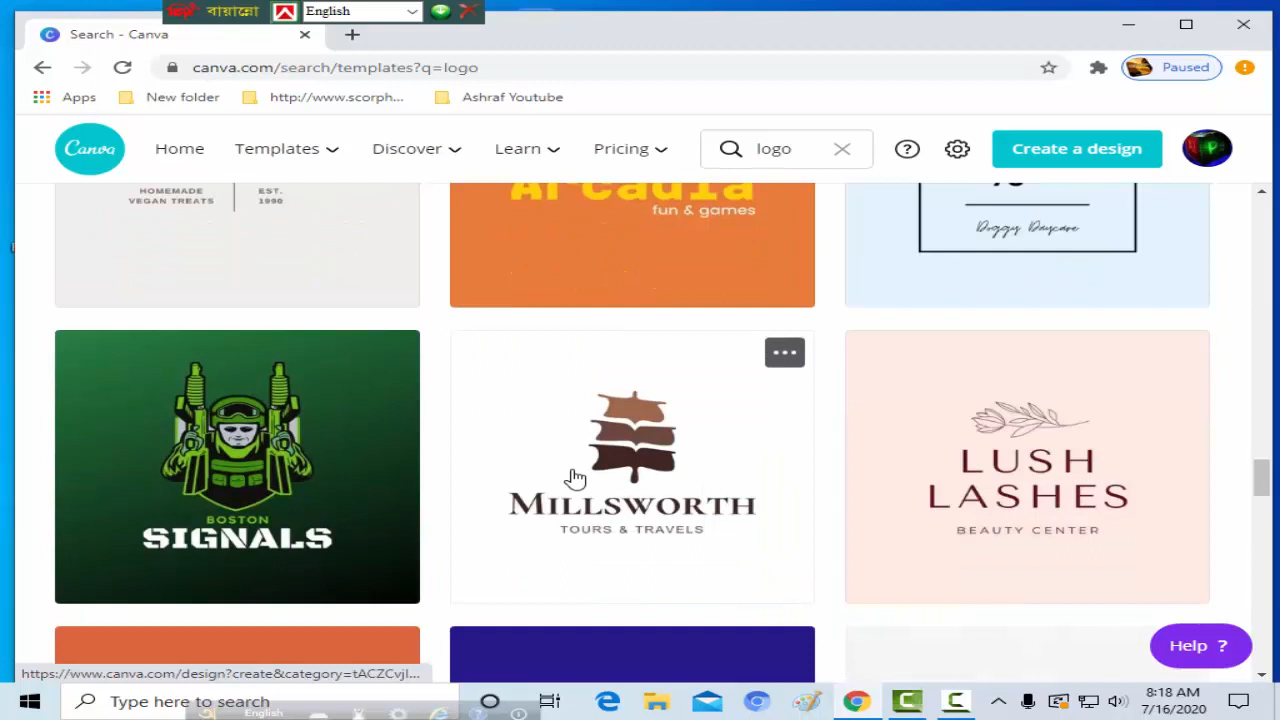 বায়ান্নো
English
Search - Canva
canva.com/search/templates?q=logo
Paused
Apps
New folder
http://www.scorph...
Ashraf Youtube
Canva
Home
Templates
Discover
Learn
Pricing
logo
Create a design
HOMEMADE
VEGAN TREATS
EST.
1990
Arcadia
fun & games
Doggy Daycare
BOSTON
SIGNALS
MILLSWORTH
TOURS & TRAVELS
LUSH
LASHES
BEAUTY CENTER
Help ?
https://www.canva.com/design?create&category=tACZCvjI...
Type here to search
English
8:18 AM
7/16/2020